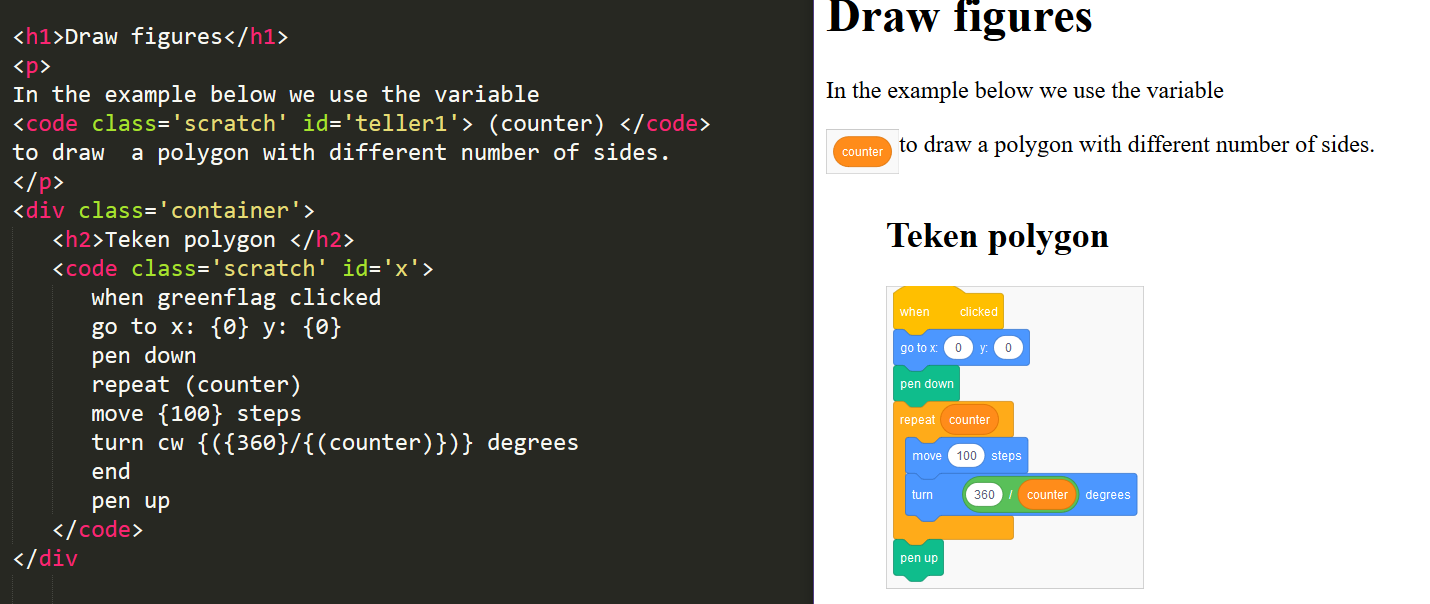 <h1>Draw figures</h1>
<p>
In the example below we use the variable
<code class='scratch' id='teller1'> (counter) </code>
to draw  a polygon with different number of sides.
</p>
<div class='container'>
<h2>Teken polygon </h2>
<code class='scratch' id='x'>
when greenflag clicked
go to x: {0} y: {0}
pen down
repeat (counter)
move {100} steps
turn cw {({360}/{(counter)})} degrees
end
pen up
</code>
</div
Draw figures
In the example below we use the variable
counter to draw a polygon with different number of sides.
Teken polygon
when clicked
go to x: 0 y: 0
pen down
repeat counter
move 100 steps
turn 360 / counter degrees
pen up